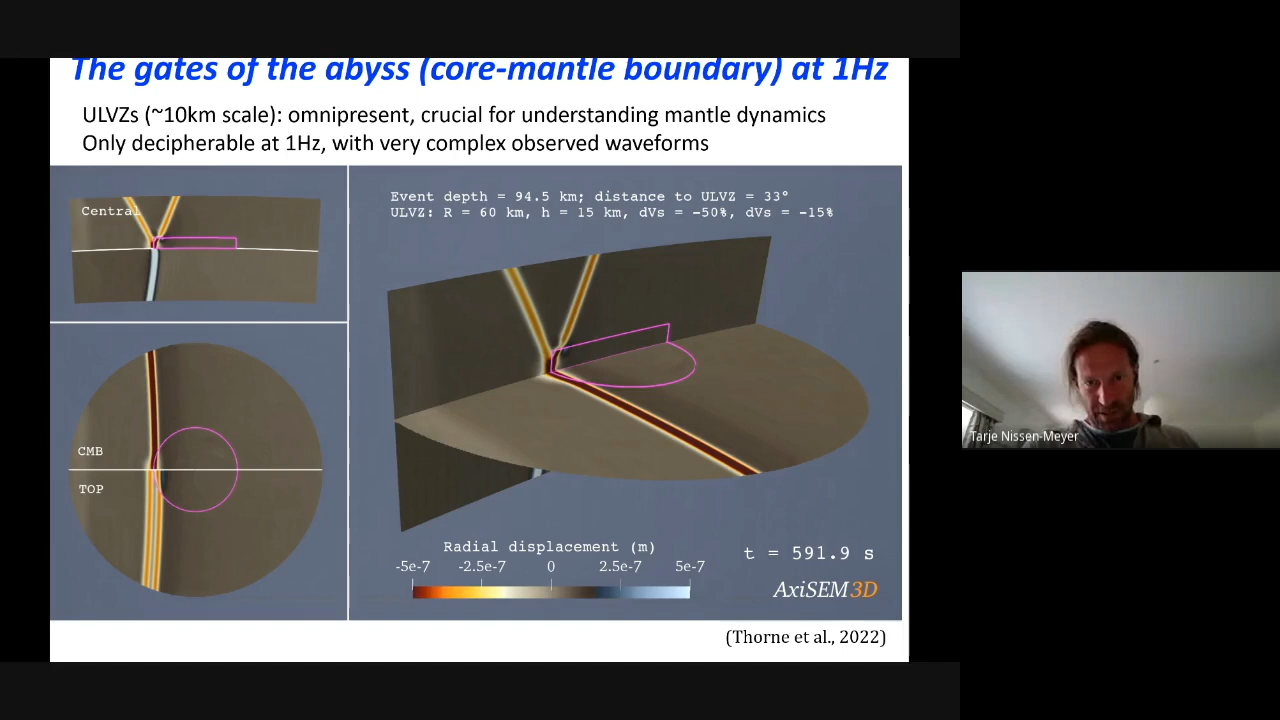 The gates of the abyss (core-mantle boundary) at 1Hz
ULVZs (~10km scale): omnipresent, crucial for understanding mantle dynamics
Only decipherable at 1Hz, with very complex observed waveforms
Central
Event depth = 94.5 km; distance to ULVZ = 33°
ULVZ: R = 60 km, h = 15 km, dVs = -50%, dVs = -15%
CMB
TOP
Radial displacement (m)
-5e-7 -2.5e-7 0 2.5e-7 5e-7
t = 591.9 s
AxiSEM3D
(Thorne et al., 2022)
Tarje Nissen-Meyer